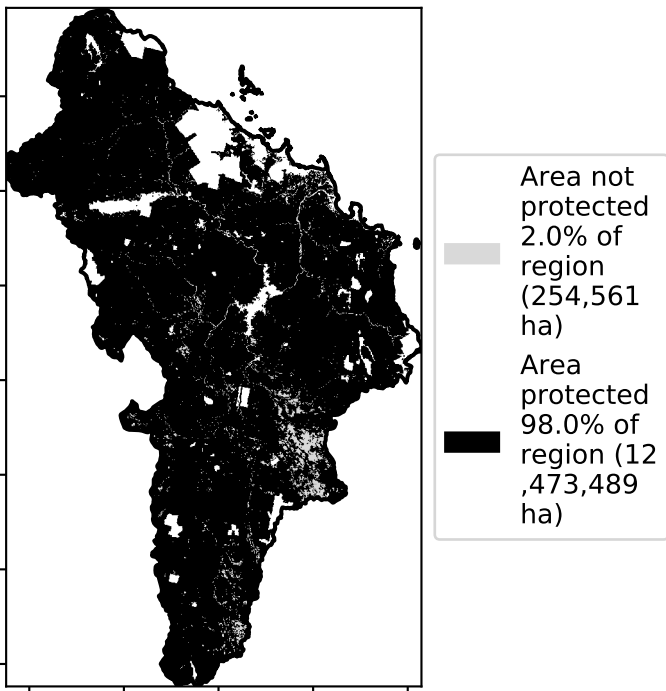 Area not
protected
2.0% of
region
(254,561
ha)
Area
protected
98.0% of
region (12
,473,489
ha)